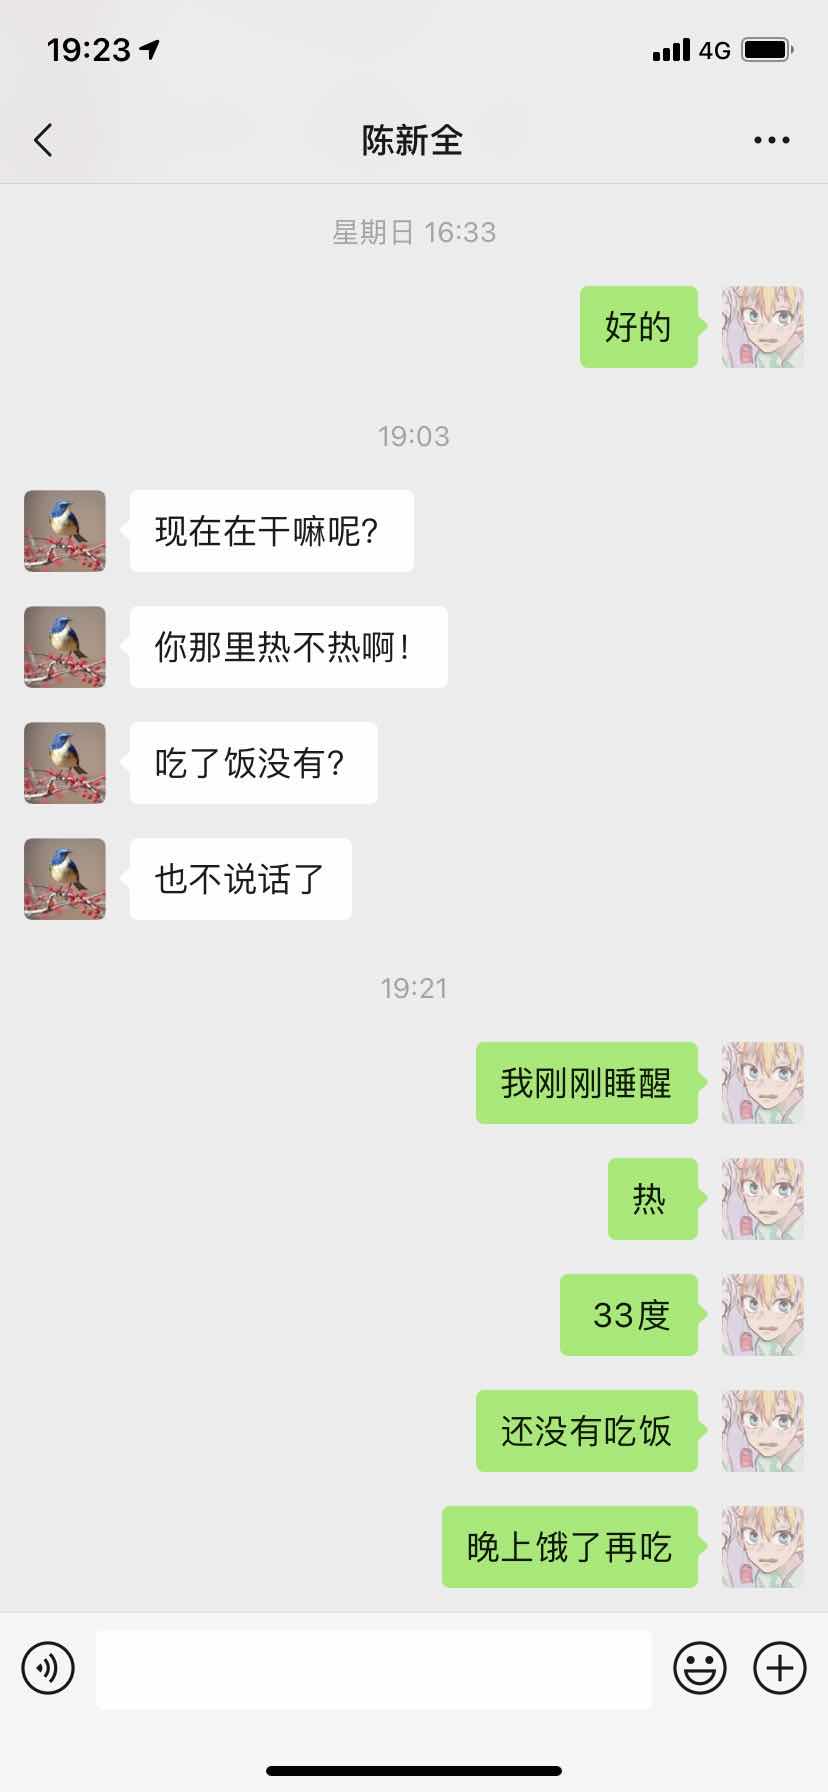 19:23
4G
陈新全
星期日 16:33
好的
19:03
现在在干嘛呢?
你那里热不热啊!
吃了饭没有?
也不说话了
19:21
我刚刚睡醒
热
33度
还没有吃饭
晚上饿了再吃